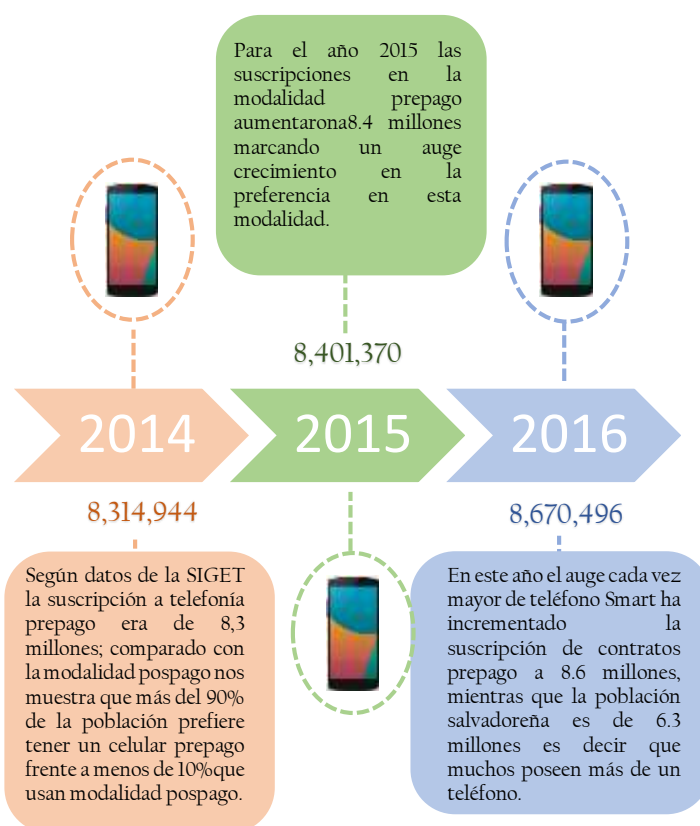 Para el año 2015 las
suscripciones en la
modalidad prepago
aumentarona8.4 millones
marcando un auge
crecimiento en la
preferencia en esta
modalidad.
8,401,370
2014
2015
2016
8,314,944
8,670,496
Según datos de la SIGET
la suscripción a telefonía
prepago era de 8,3
millones; comparado con
la modalidad pospago nos
muestra que más del 90%
de la población prefiere
tener un celular prepago
frente a menos de 10%que
usan modalidad pospago.
En este año el auge cada vez
mayor de teléfono Smart ha
incrementado la
suscripción de contratos
prepago a 8.6 millones,
mientras que la población
salvadoreña es de 6.3
millones es decir que
muchos poseen más de un
teléfono.